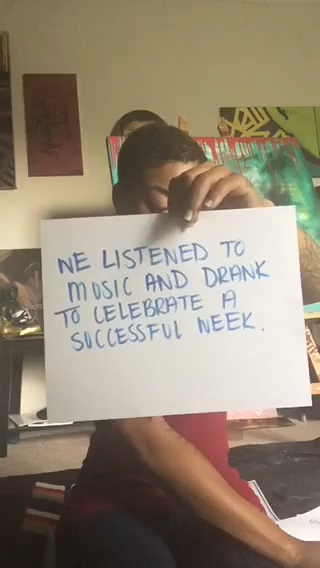 WE LISTENED TO
MUSIC AND DRANK
TO CELEBRATE A
SUCCESSFUL WEEK.